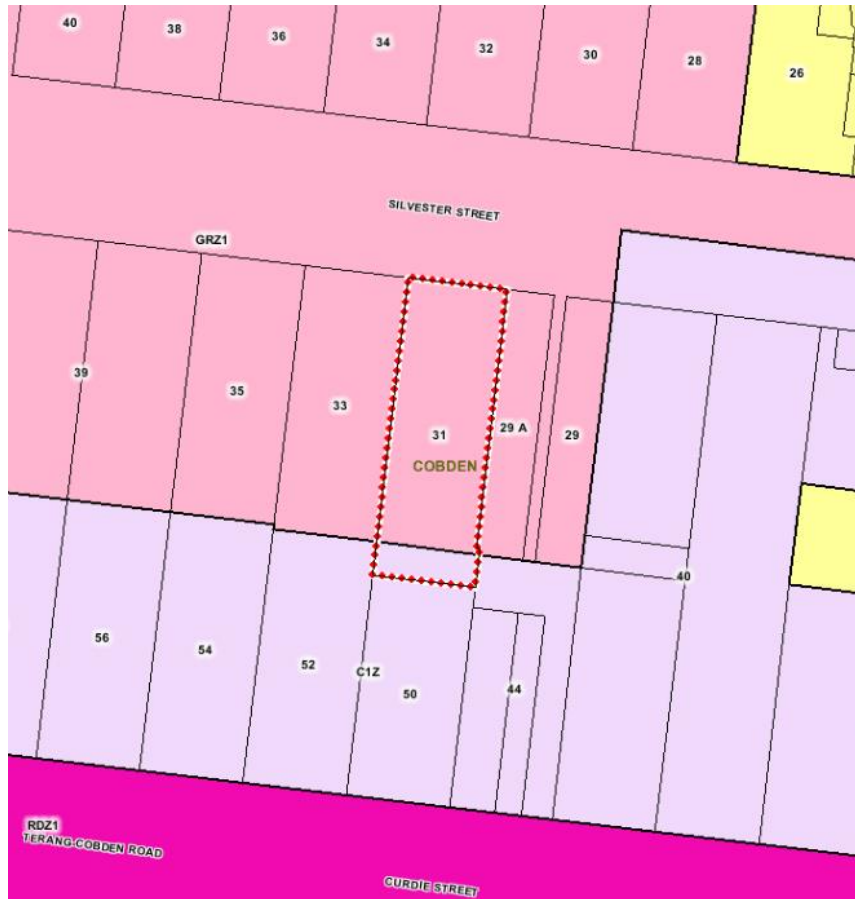 40
38
36
34
32
30
28
26
SILVESTER STREET
GRZ1
39
35
33
31
29 A
29
COBDEN
40
56
54
52
C1Z
50
44
RDZ1
TERANG-COBDEN ROAD
CURDIE STREET